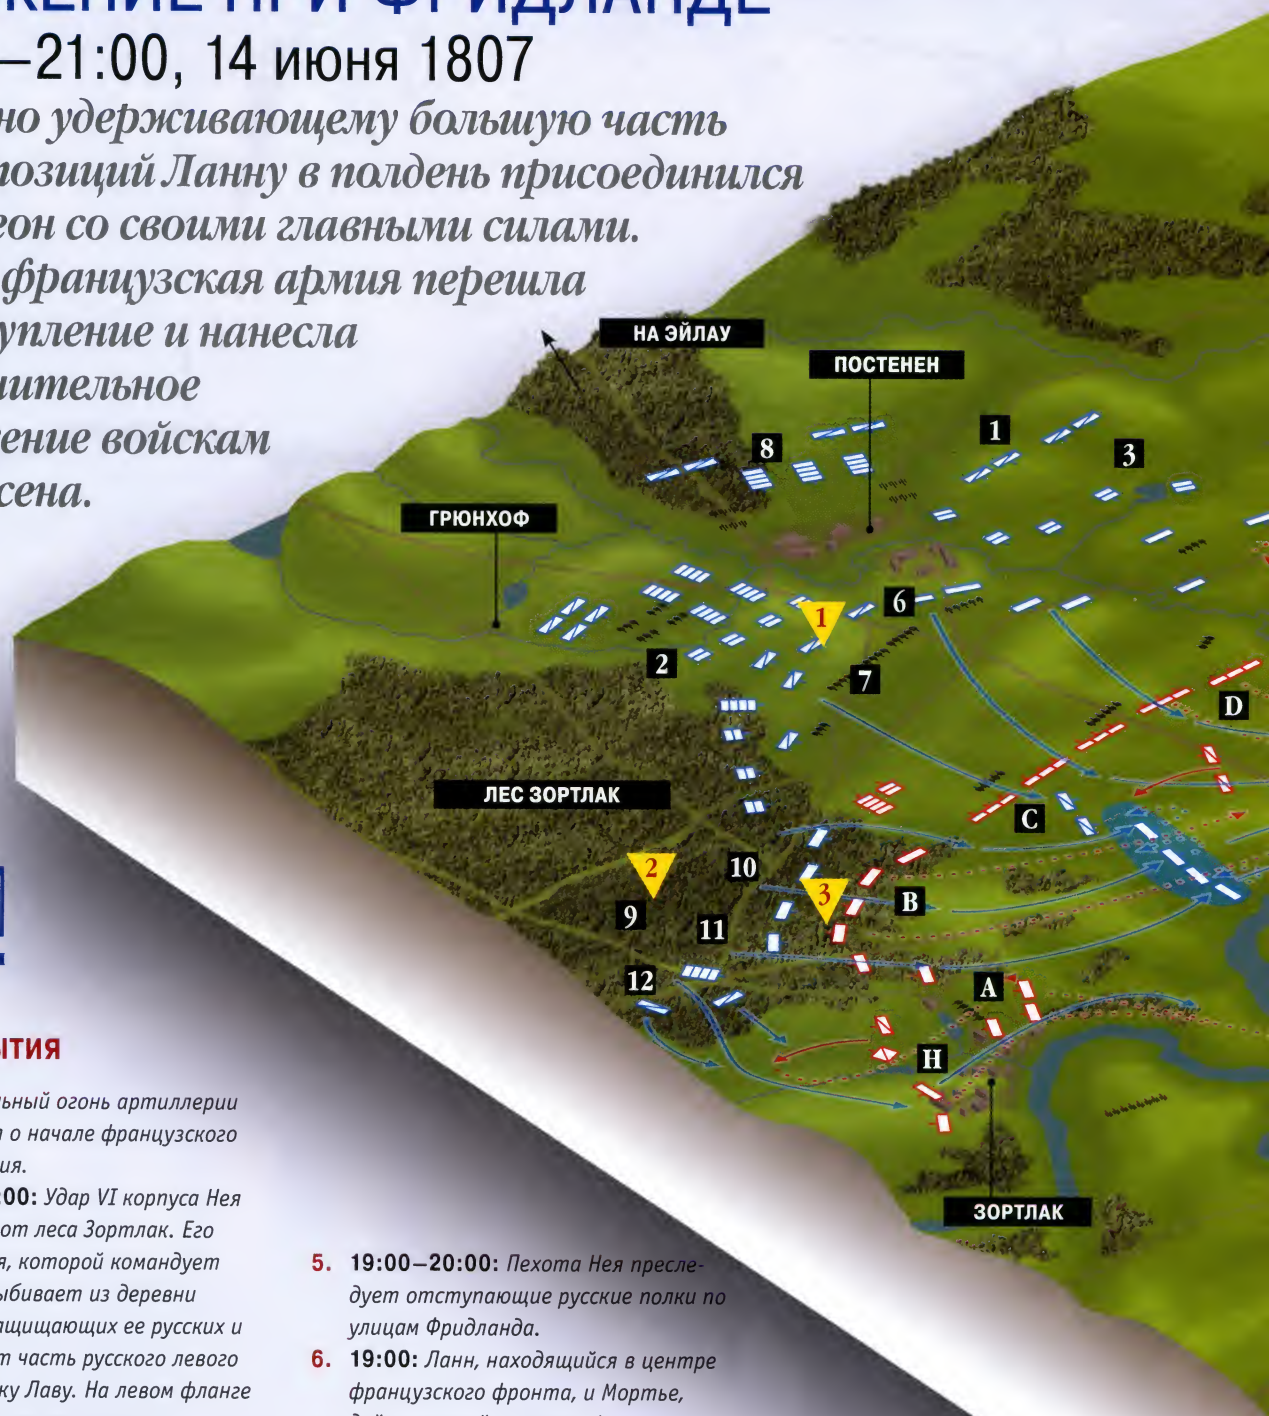 ЖЕНИЕ ПРИ ФРИДЛАНДЕ
–21:00, 14 июня 1807
но удерживающему большую часть
позиций Ланну в полдень присоединился
еон со своими главными силами.
французская армия перешла
упление и нанесла
ительное
ение войскам
сена.
НА ЭЙЛАУ
ПОСТЕНЕН
8
1
3
ГРЮНХОФ
1
6
2
7
D
ЛЕС ЗОРТЛАК
C
2
10
3
9
B
11
12
A
H
ЗОРТЛАК
ЫТИЯ
ьный огонь артиллерии
о начале французского
ия.
:00: Удар VI корпуса Нея
от леса Зортлак. Его
я, которой командует
ыбивает из деревни
ащищающих ее русских и
т часть русского левого
ку Лаву. На левом фланге
5. 19:00–20:00: Пехота Нея пресле-
дует отступающие русские полки по
улицам Фридланда.
6. 19:00: Ланн, находящийся в центре
французского фронта, и Мортье,